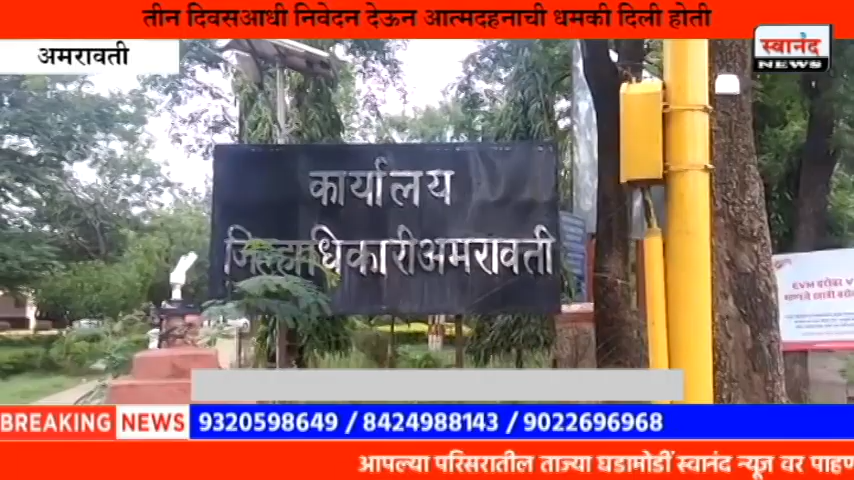 तीन दिवसआधी निवेदन देऊन आत्मदहनाची धमकी दिली होती
अमरावती
स्वानंद
NEWS
कार्यालय
जिल्हाधिकारीअमरावती
EVM
BREAKING NEWS
9320598649 / 8424988143 / 9022696968
आपल्या परिसरातील ताज्या घडामोडीं स्वानंद न्यूज वर